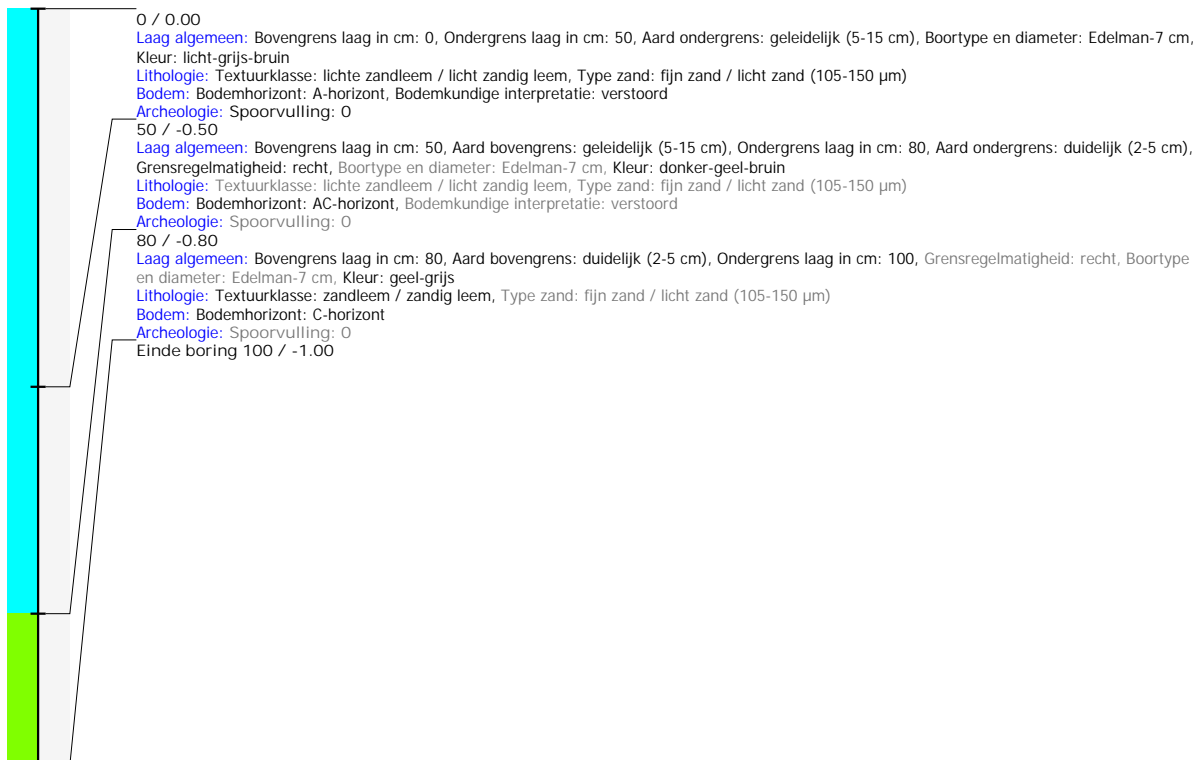 0 / 0.00
Laag algemeen: Bovengrens laag in cm: 0, Ondergrens laag in cm: 50, Aard ondergrens: geleidelijk (5-15 cm), Boortype en diameter: Edelman-7 cm,
Kleur: licht-grijs-bruin
Lithologie: Textuurklasse: lichte zandleem / licht zandig leem, Type zand: fijn zand / licht zand (105-150 µm)
Bodem: Bodemhorizont: A-horizont, Bodemkundige interpretatie: verstoord
Archeologie: Spoorvulling: 0
50 / -0.50
Laag algemeen: Bovengrens laag in cm: 50, Aard bovengrens: geleidelijk (5-15 cm), Ondergrens laag in cm: 80, Aard ondergrens: duidelijk (2-5 cm),
Grensregelmatigheid: recht, Boortype en diameter: Edelman-7 cm, Kleur: donker-geel-bruin
Lithologie: Textuurklasse: lichte zandleem / licht zandig leem, Type zand: fijn zand / licht zand (105-150 µm)
Bodem: Bodemhorizont: AC-horizont, Bodemkundige interpretatie: verstoord
Archeologie: Spoorvulling: 0
80 / -0.80
Laag algemeen: Bovengrens laag in cm: 80, Aard bovengrens: duidelijk (2-5 cm), Ondergrens laag in cm: 100, Grensregelmatigheid: recht, Boortype
en diameter: Edelman-7 cm, Kleur: geel-grijs
Lithologie: Textuurklasse: zandleem / zandig leem, Type zand: fijn zand / licht zand (105-150 µm)
Bodem: Bodemhorizont: C-horizont
Archeologie: Spoorvulling: 0
Einde boring 100 / -1.00